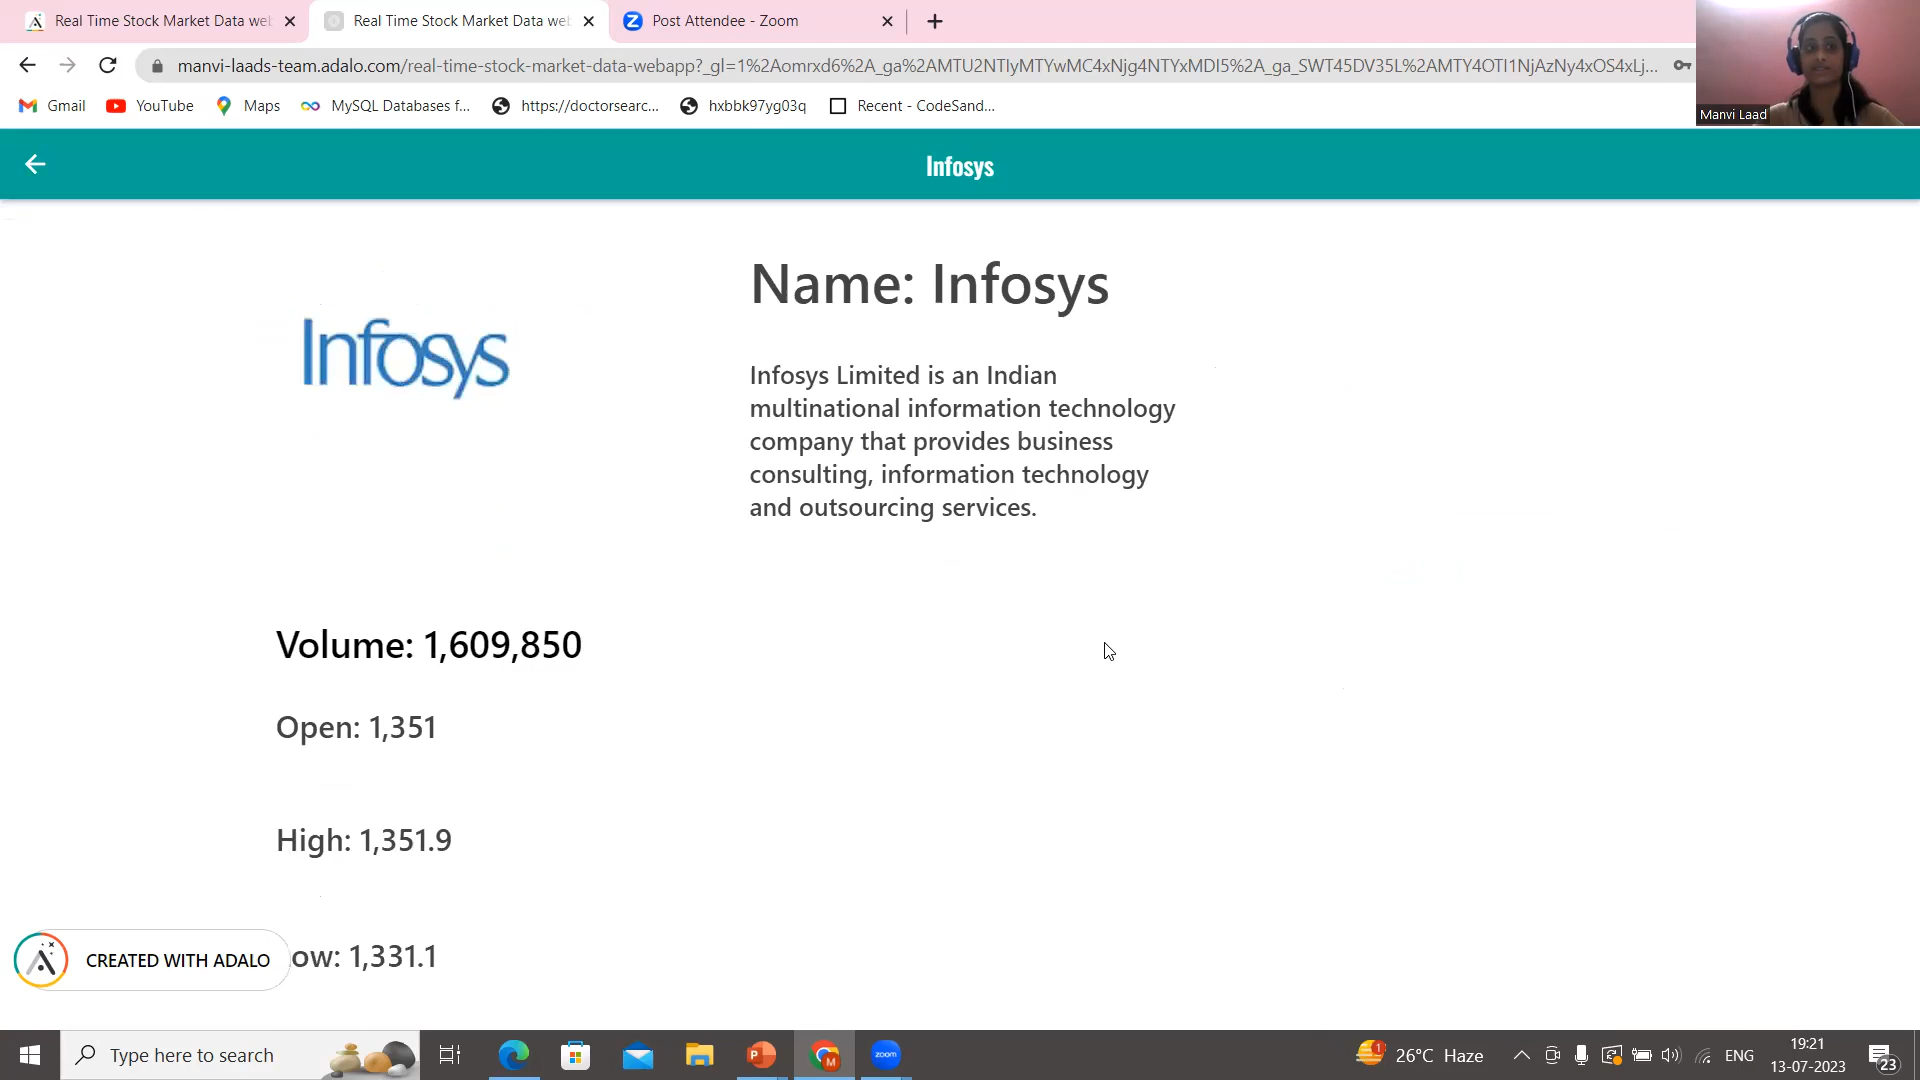 Real Time Stock Market Data web
Real Time Stock Market Data web
Post Attendee - Zoom
manvi-laads-team.adalo.com/real-time-stock-market-data-webapp?_gl=1%2Aomrxd6%2A_ga%2AMTU2NTIyMTYwMC4xNjg4NTYxMDI5%2A_ga_SWT45DV35L%2AMTY4OTI1NjAzNy4xOS4xLj...
Gmail
YouTube
Maps
MySQL Databases f...
https://doctorsearc...
hxbbk97yg03q
Recent - CodeSand...
Manvi Laad
Infosys
Infosys
Name: Infosys
Infosys Limited is an Indian
multinational information technology
company that provides business
consulting, information technology
and outsourcing services.
Volume: 1,609,850
Open: 1,351
High: 1,351.9
ow: 1,331.1
CREATED WITH ADALO
Type here to search
zoom
1
26°C Haze
ENG
19:21
13-07-2023
23